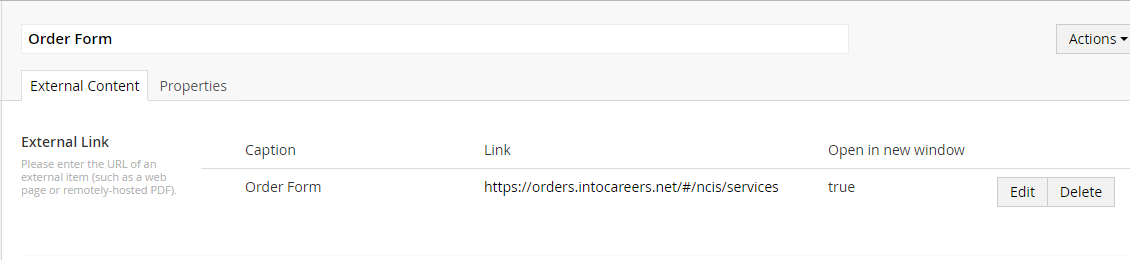 Order Form
Actions
External Content Properties
External Link
Please enter the URL of an
external item (such as a web
page or remotely-hosted PDF).
Caption Link Open in new window
Order Form https://orders.intocareers.net/#/ncis/services true Edit Delete